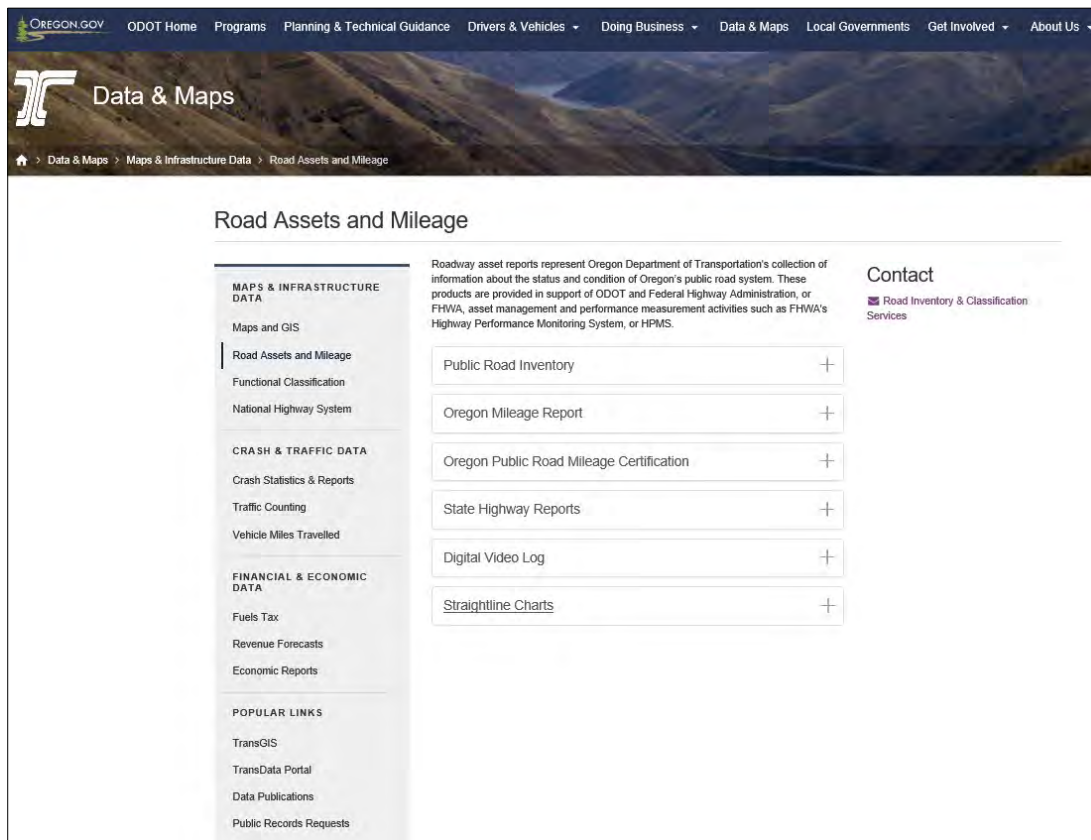 OREGON.GOV ODOT Home Programs Planning & Technical Guidance Drivers & Vehicles Doing Business Data & Maps Local Governments Get Involved About Us
Data & Maps
> Data & Maps > Maps & Infrastructure Data > Road Assets and Mileage
Road Assets and Mileage
MAPS & INFRASTRUCTURE
DATA
Maps and GIS
Road Assets and Mileage
Functional Classification
National Highway System
CRASH & TRAFFIC DATA
Crash Statistics & Reports
Traffic Counting
Vehicle Miles Travelled
FINANCIAL & ECONOMIC
DATA
Fuels Tax
Revenue Forecasts
Economic Reports
POPULAR LINKS
TransGIS
TransData Portal
Data Publications
Public Records Requests
Roadway asset reports represent Oregon Department of Transportation's collection of
information about the status and condition of Oregon's public road system. These
products are provided in support of ODOT and Federal Highway Administration, or
FHWA, asset management and performance measurement activities such as FHWA's
Highway Performance Monitoring System, or HPMS.
Public Road Inventory
Oregon Mileage Report
Oregon Public Road Mileage Certification
State Highway Reports
Digital Video Log
Straightline Charts
Contact
Road Inventory & Classification
Services